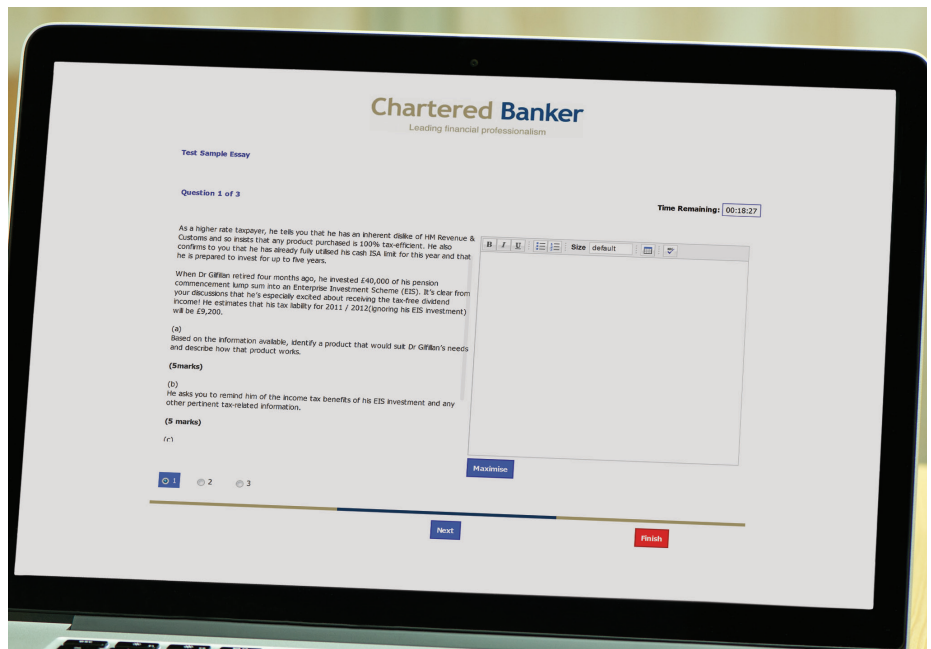 Chartered Banker
Leading financial professionalism
Test Sample Essay
Question 1 of 3
Time Remaining: 00:18:27
As a higher rate taxpayer, he tells you that he has an inherent dislike of HM Revenue &
Customs and so insists that any product purchased is 100% tax-efficient. He also
confirms to you that he has already fully utilised his cash ISA limit for this year and that
he is prepared to invest for up to five years.
When Dr Gilfillan retired four months ago, he invested £40,000 of his pension
commencement lump sum into an Enterprise Investment Scheme (EIS). It's clear from
your discussions that he's especially excited about receiving the tax-free dividend
income! He estimates that his tax liability for 2011 / 2012(ignoring his EIS investment)
will be £9,200.
(a)
Based on the information available, identify a product that would suit Dr Gilfillan's needs
and describe how that product works.
(5marks)
(b)
He asks you to remind him of the income tax benefits of his EIS investment and any
other pertinent tax-related information.
(5 marks)
(c)
B I U Size default
Maximise
1 2 3
Next
Finish